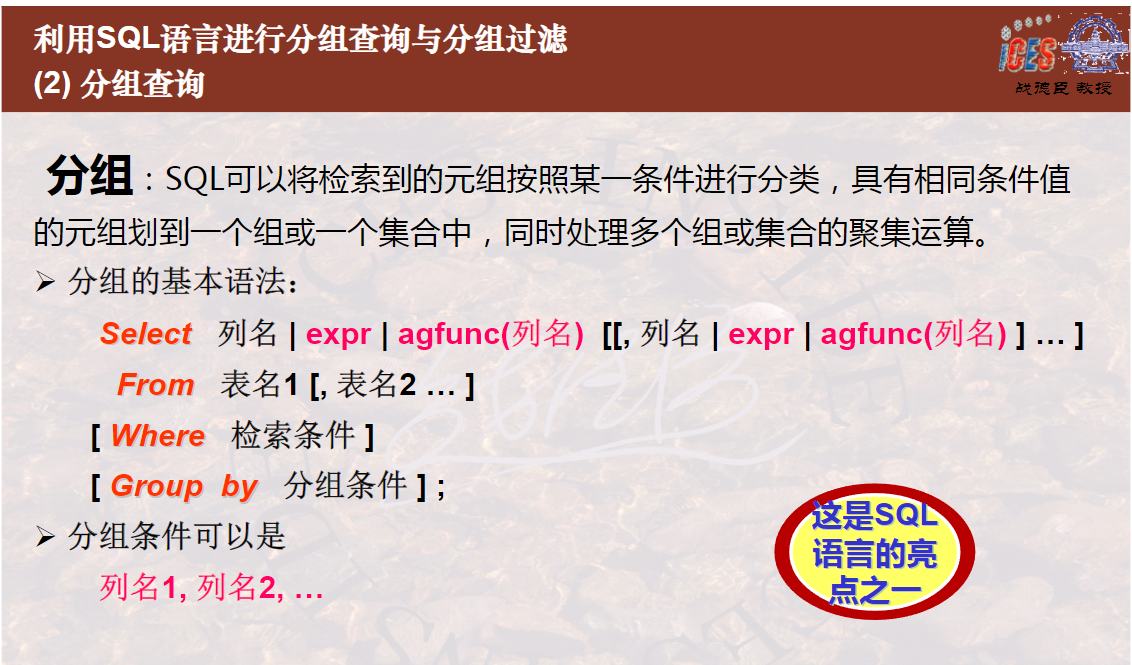 利用SQL语言进行分组查询与分组过滤
(2) 分组查询
iCES
战德臣 教授
分组：SQL可以将检索到的元组按照某一条件进行分类，具有相同条件值
的元组划到一个组或一个集合中，同时处理多个组或集合的聚集运算。
➢ 分组的基本语法：
Select 列名 | expr | agfunc(列名) [[, 列名 | expr | agfunc(列名) ] … ]
From 表名1 [, 表名2 … ]
[ Where 检索条件 ]
[ Group by 分组条件 ] ;
➢ 分组条件可以是
列名1, 列名2, …
这是SQL
语言的亮
点之一